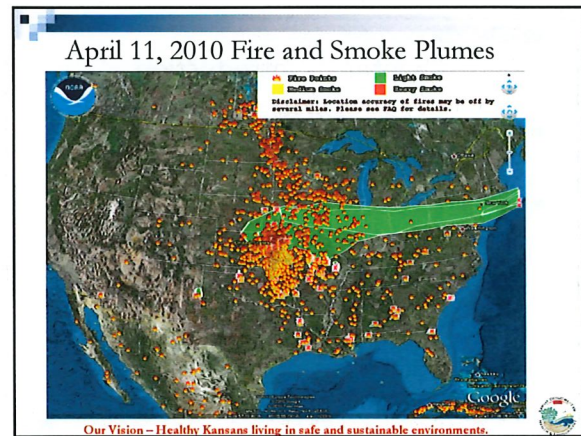 April 11, 2010 Fire and Smoke Plumes
noaa
Fire Points Light Smoke
Medium Smoke Heavy Smoke
Disclaimer: Location accuracy of fires may be off by
several miles. Please see FAQ for details.
Google
Our Vision – Healthy Kansans living in safe and sustainable environments.